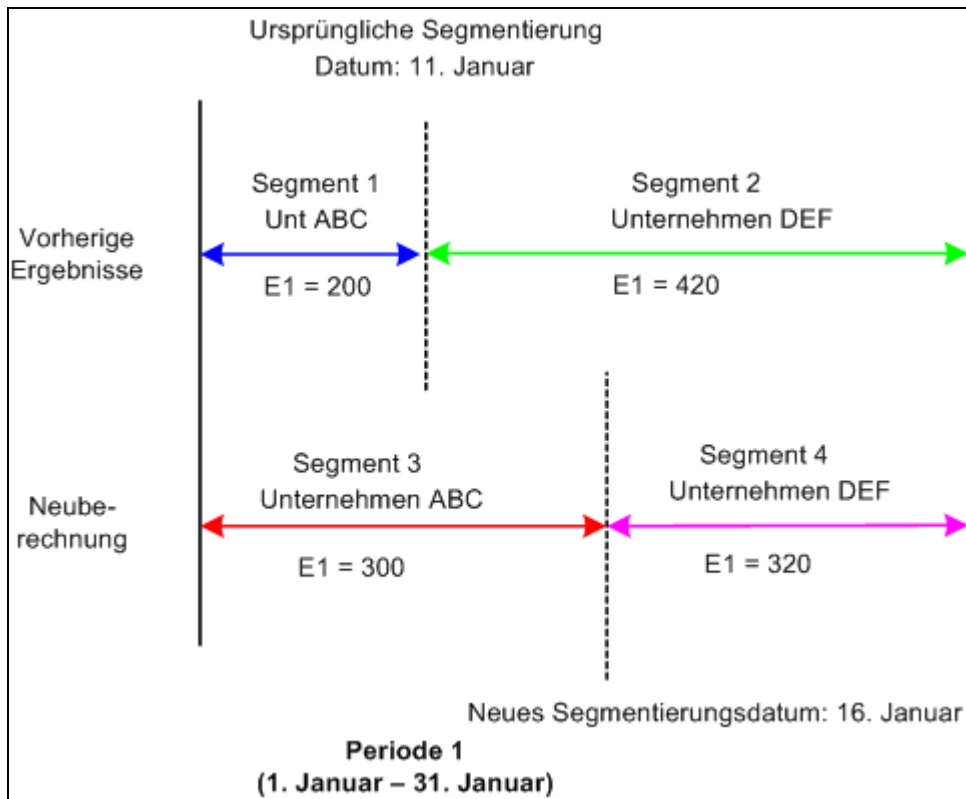 Ursprüngliche Segmentierung
Datum: 11. Januar
Segment 1
Unt ABC
Segment 2
Unternehmen DEF
Vorherige
Ergebnisse
E1 = 200
E1 = 420
Segment 3
Unternehmen ABC
Segment 4
Unternehmen DEF
Neube-
rechnung
E1 = 300
E1 = 320
Neues Segmentierungsdatum: 16. Januar
Periode 1
(1. Januar – 31. Januar)